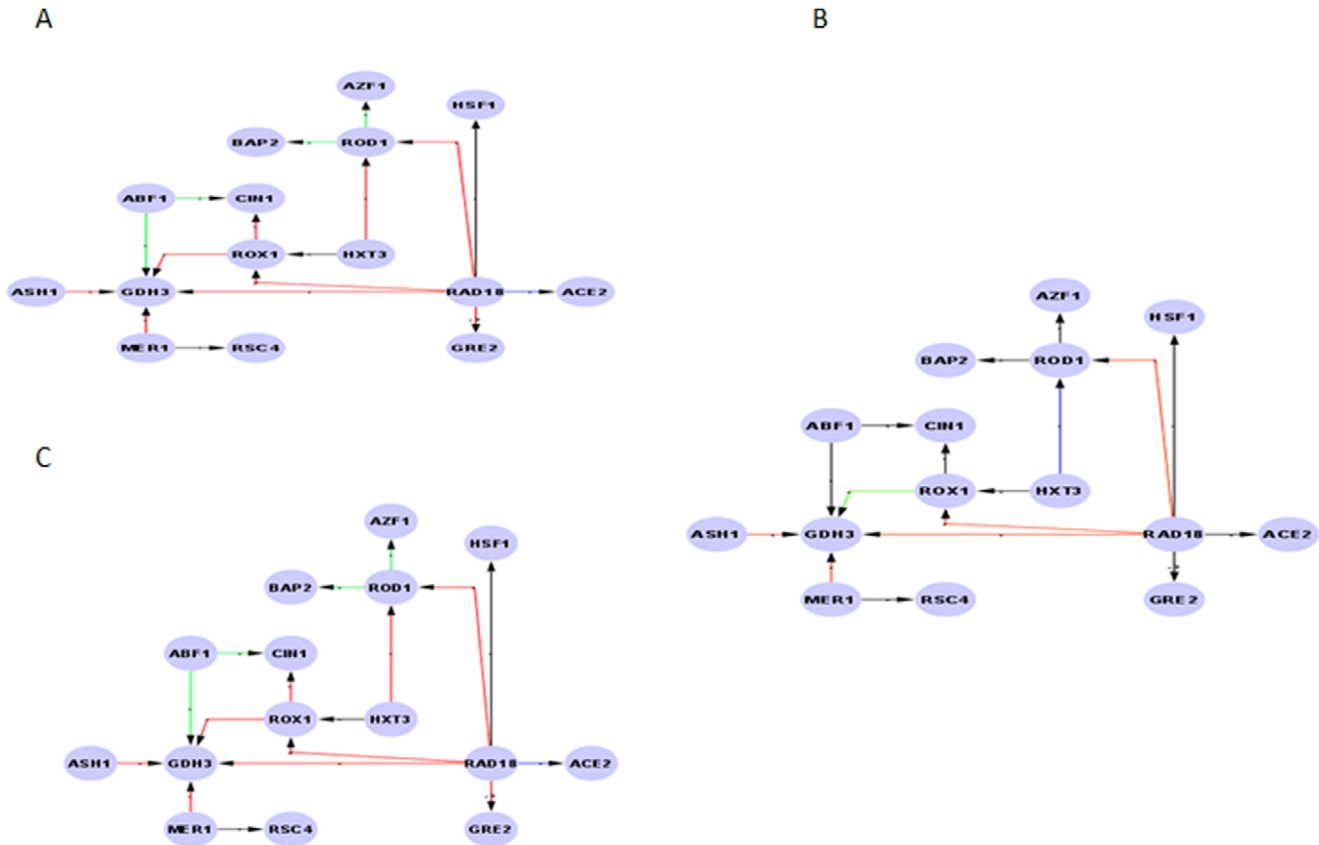 A
B
AZF1
HSF1
BAP2
ROD1
ABF1
CIN1
ROX1
HXT3
ASH1
GDH3
RAD18
ACE2
MER1
RSC4
GRE2
AZF1
HSF1
BAP2
ROD1
ABF1
CIN1
ROX1
HXT3
ASH1
GDH3
RAD18
ACE2
MER1
RSC4
GRE2
C
AZF1
HSF1
BAP2
ROD1
ABF1
CIN1
ROX1
HXT3
ASH1
GDH3
RAD18
ACE2
MER1
RSC4
GRE2